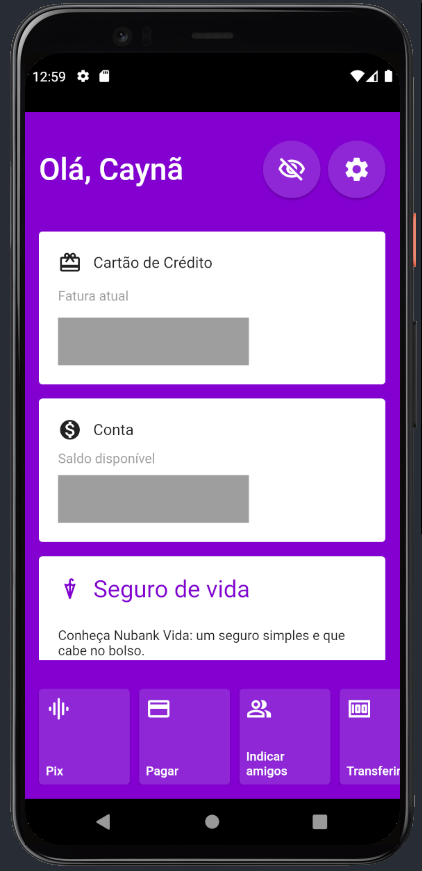 12:59
Olá, Caynã
Cartão de Crédito
Fatura atual
Conta
Saldo disponível
Seguro de vida
Conheça Nubank Vida: um seguro simples e que
cabe no bolso.
Pix
Pagar
Indicar
amigos
Transferir